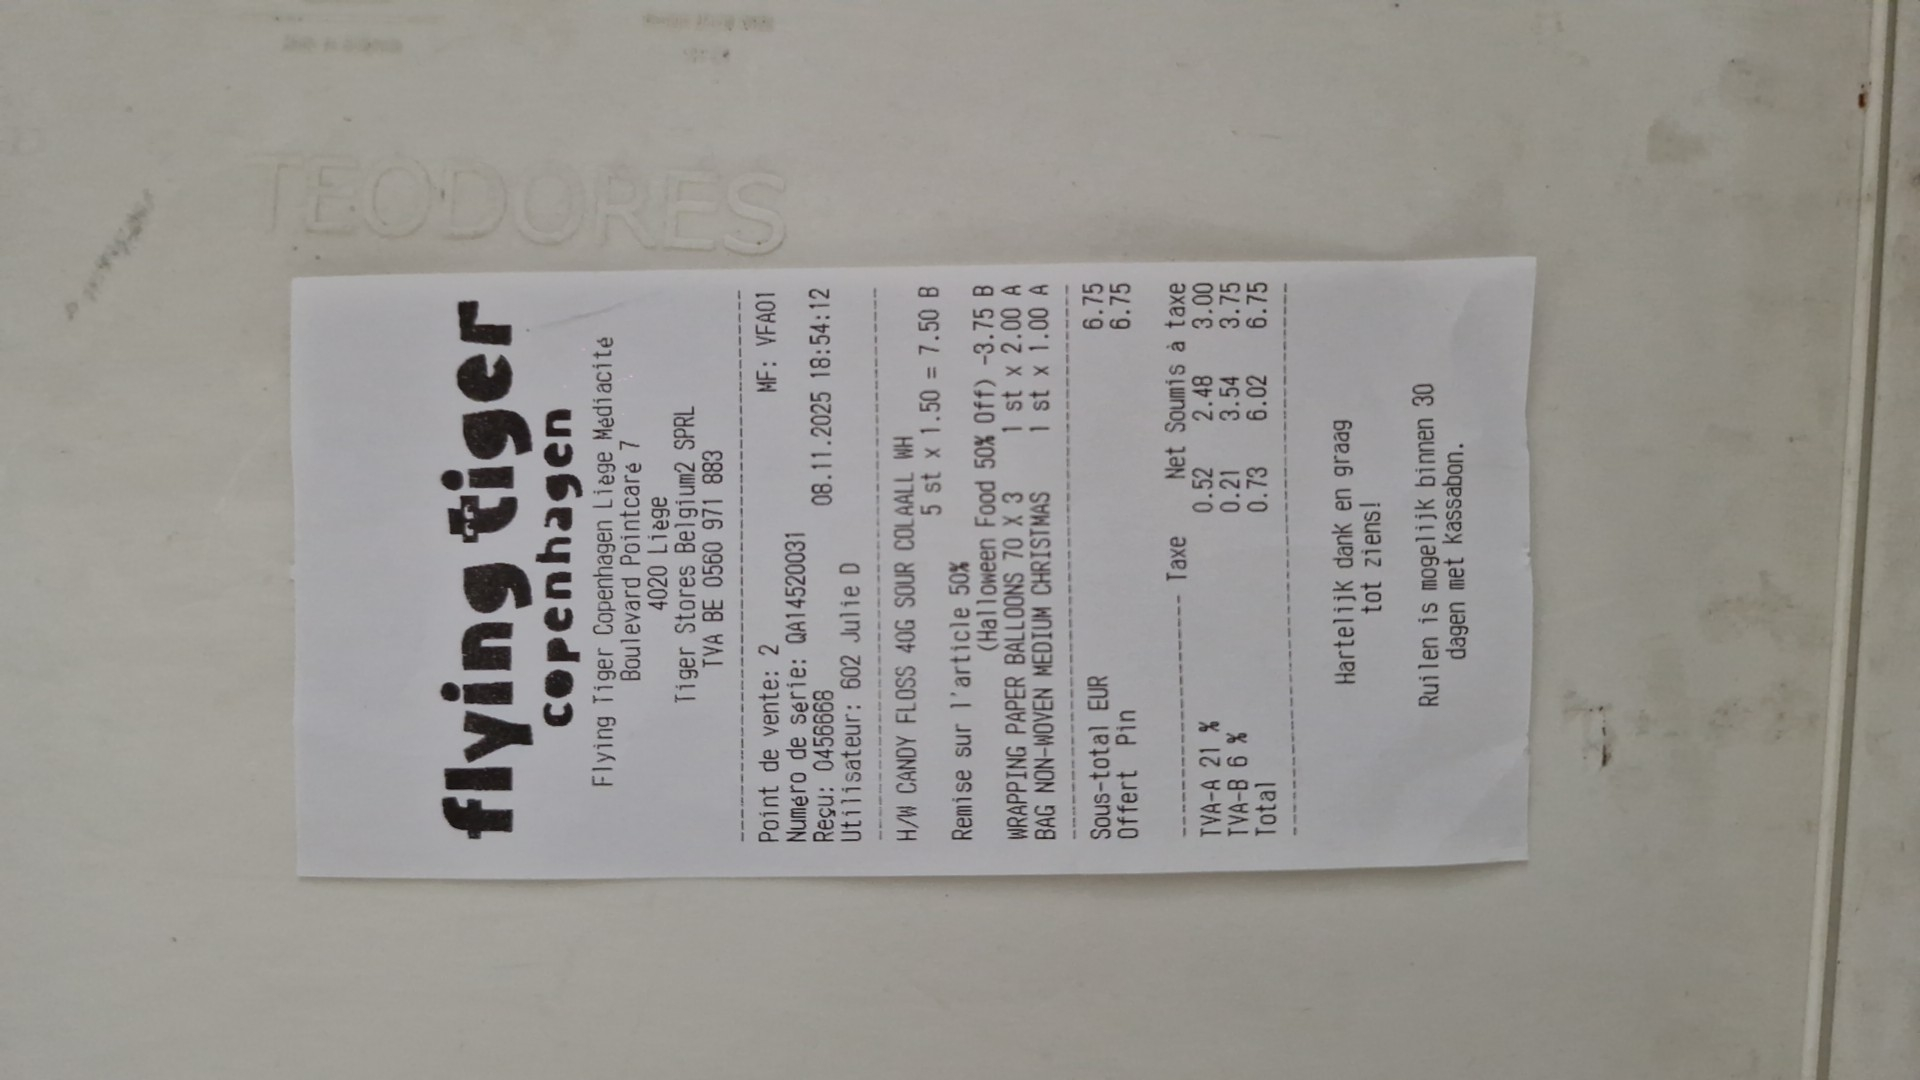 TEODORES
flying tiger
copenhagen
Flying Tiger Copenhagen Liège Médiacité
Boulevard Pointcaré 7
4020 Liège
Tiger Stores Belgium2 SPRL
TVA BE 0560 971 883
Point de vente: 2 MF: VFA01
Numéro de série: QA14520031
Reçu: 0456668 08.11.2025 18:54:12
Utilisateur: 602 Julie D
H/W CANDY FLOSS 40G SOUR COLAALL WH
5 st x 1.50 = 7.50 B
Remise sur l'article 50%
(Halloween Food 50% Off) -3.75 B
WRAPPING PAPER BALLOONS 70 X 3 1 st x 2.00 A
BAG NON-WOVEN MEDIUM CHRISTMAS 1 st x 1.00 A
Sous-total EUR 6.75
Offert Pin 6.75
Taxe Net Soumis à taxe
TVA-A 21 % 0.52 2.48 3.00
TVA-B 6 % 0.21 3.54 3.75
Total 0.73 6.02 6.75
Hartelijk dank en graag
tot ziens!
Ruilen is mogelijk binnen 30
dagen met kassabon.